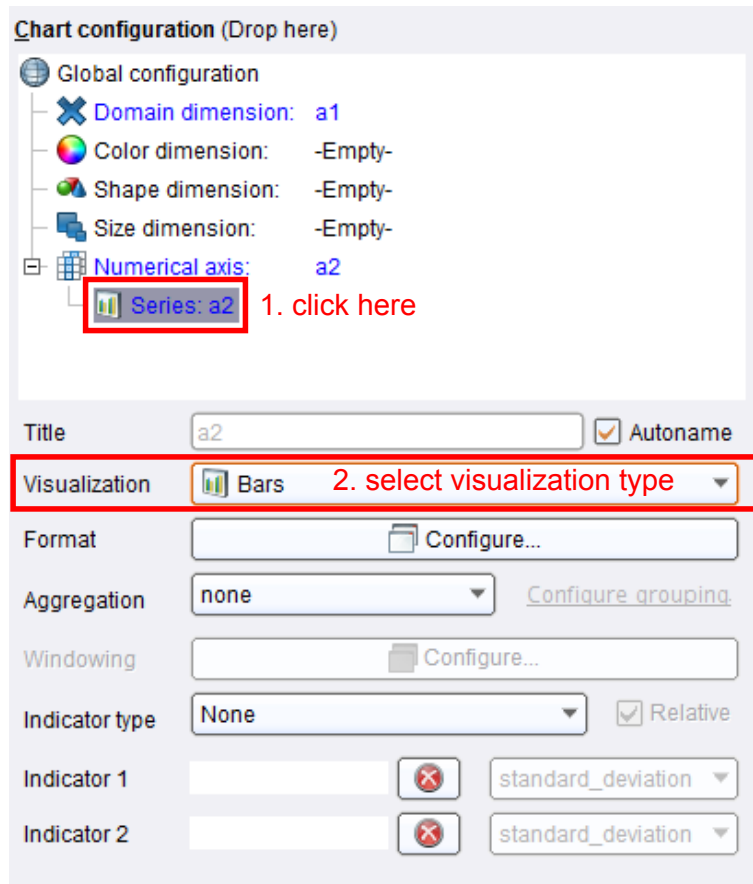 Chart configuration (Drop here)
Global configuration
Domain dimension: a1
Color dimension: -Empty-
Shape dimension: -Empty-
Size dimension: -Empty-
Numerical axis: a2
Series: a2 1. click here
Title a2 Autoname
Visualization Bars 2. select visualization type
Format Configure...
Aggregation none Configure grouping.
Windowing Configure...
Indicator type None Relative
Indicator 1 standard_deviation
Indicator 2 standard_deviation